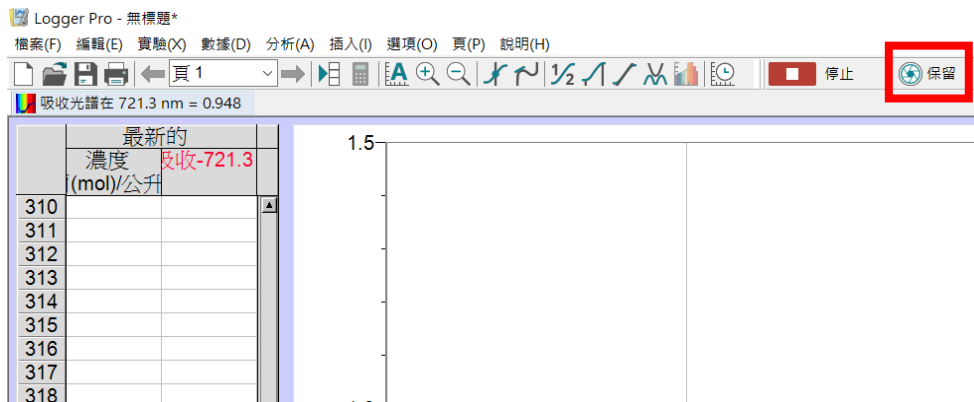 Logger Pro - 無標題*
檔案(F) 編輯(E) 實驗(X) 數據(D) 分析(A) 插入(I) 選項(O) 頁(P) 說明(H)
頁 1 停止 保留
吸收光譜在 721.3 nm = 0.948
最新的
濃度 吸收-721.3
(mol)/公升
1.5
310
311
312
313
314
315
316
317
318